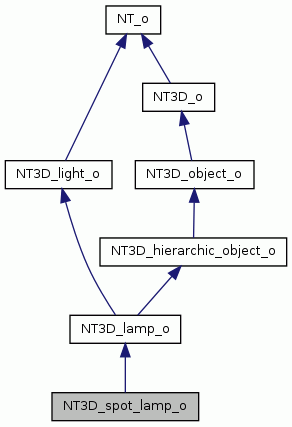 NT_o
NT3D_o
NT3D_light_o
NT3D_object_o
NT3D_hierarchic_object_o
NT3D_lamp_o
NT3D_spot_lamp_o